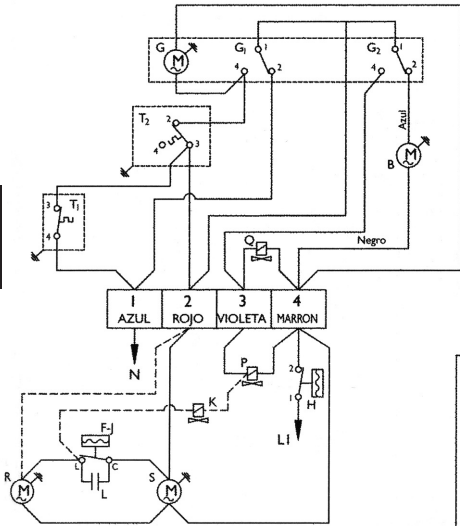 G G1 1 G2 1
4 2 4 2
T2 2
4 3
Azul
B
3 T1
4
Q Negro
1 2 3 4
AZUL ROJO VIOLETA MARRON
N
P
2
1 H
K
L1
F-J
L C
R L S
M
M
M
M